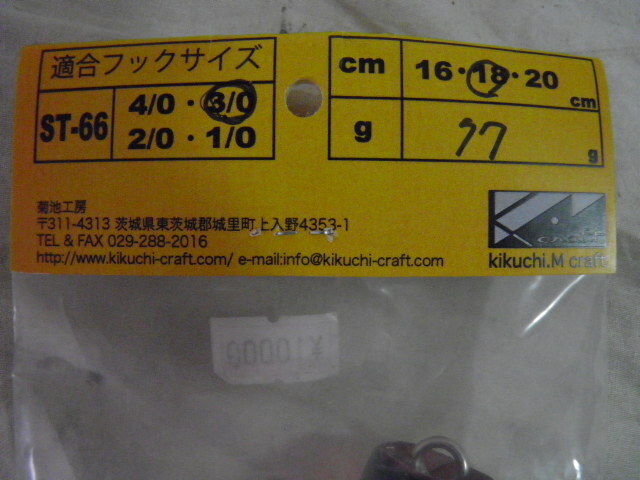 適合フックサイズ
ST-66
4/0・3/0
2/0・1/0
cm
16・18・20
cm
g
77
g
菊池工房
〒311-4313 茨城県東茨城郡城里町上入野4353-1
TEL & FAX 029-288-2016
http://www.kikuchi-craft.com/ e-mail:info@kikuchi-craft.com
kikuchi.M craft